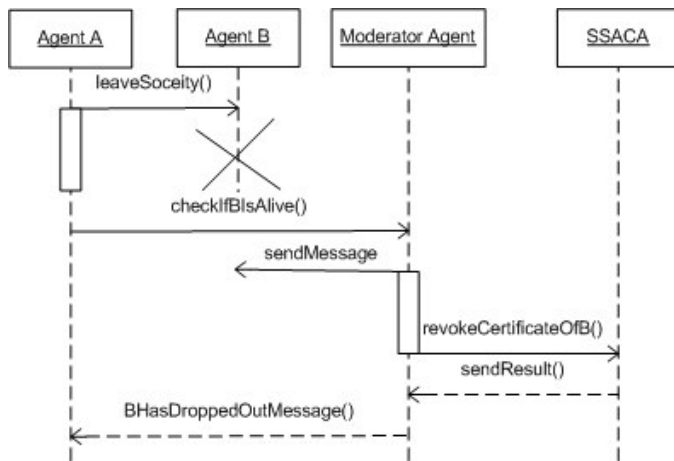 Agent A
Agent B
Moderator Agent
SSACA
leaveSoceity()
checkIfBIsAlive()
sendMessage
revokeCertificateOfB()
sendResult()
BHasDroppedOutMessage()